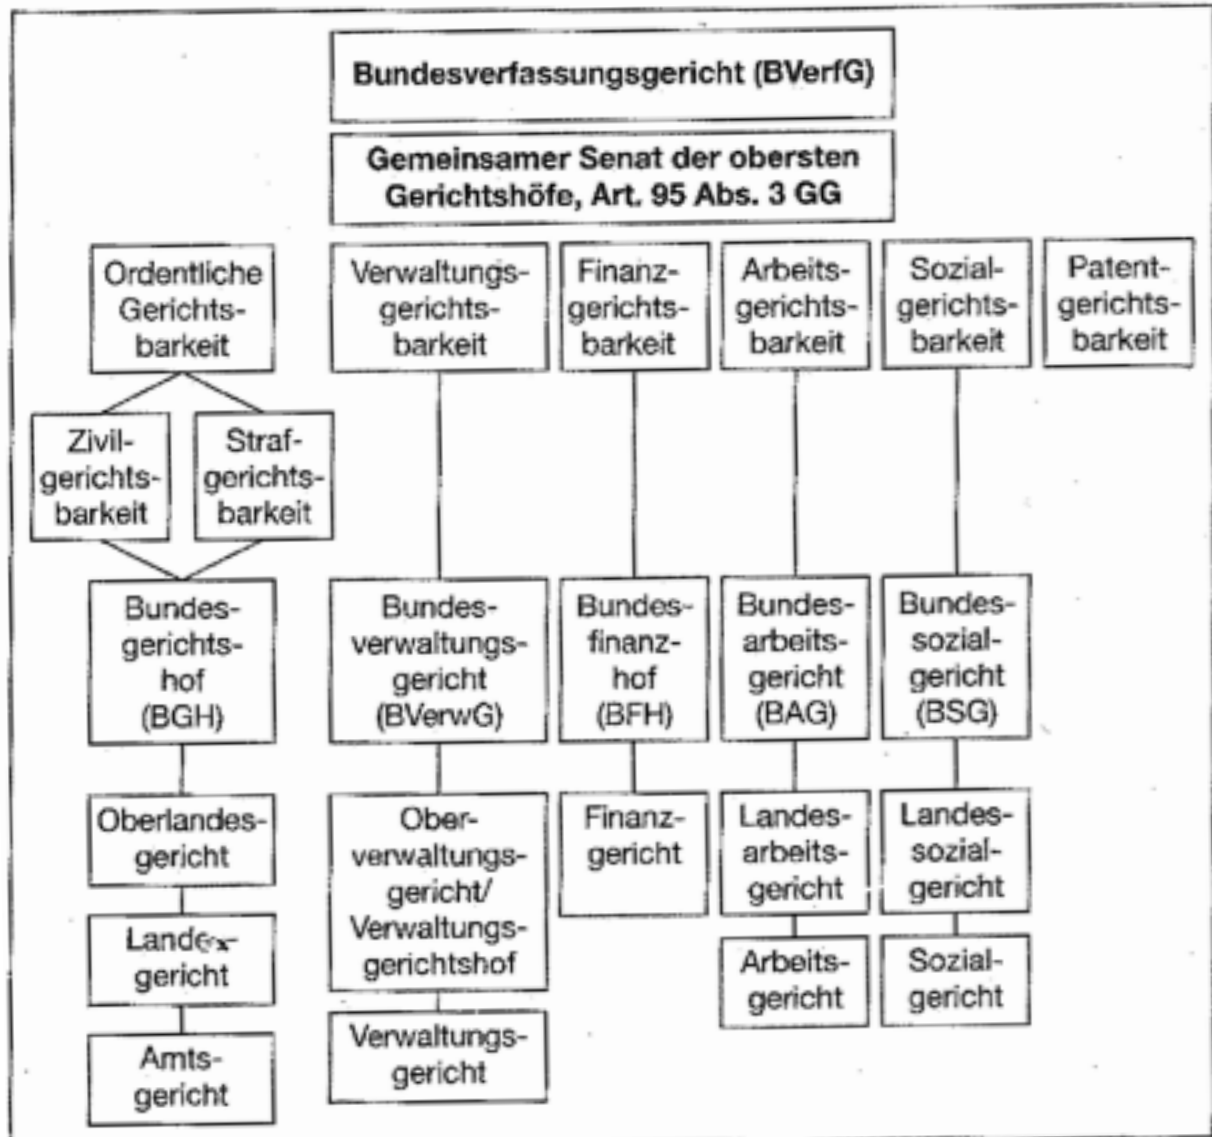 Bundesverfassungsgericht (BVerfG)
Gemeinsamer Senat der obersten
Gerichtshöfe, Art. 95 Abs. 3 GG
Ordentliche
Gerichts-
barkeit
Verwaltungs-
gerichts-
barkeit
Finanz-
gerichts-
barkeit
Arbeits-
gerichts-
barkeit
Sozial-
gerichts-
barkeit
Patent-
gerichts-
barkeit
Zivil-
gerichts-
barkeit
Straf-
gerichts-
barkeit
Bundes-
gerichts-
hof
(BGH)
Bundes-
verwaltungs-
gericht
(BVerwG)
Bundes-
finanz-
hof
(BFH)
Bundes-
arbeits-
gericht
(BAG)
Bundes-
sozial-
gericht
(BSG)
Oberlandes-
gericht
Ober-
verwaltungs-
gericht/
Verwaltungs-
gerichtshof
Finanz-
gericht
Landes-
arbeits-
gericht
Landes-
sozial-
gericht
gericht
Arbeits-
gericht
Sozial-
gericht
Verwaltungs-
gericht
Amts-
gericht